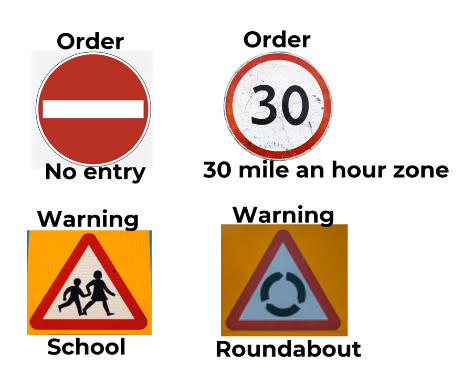 Order
No entry
Order
30
30 mile an hour zone
Warning
School
Warning
Roundabout